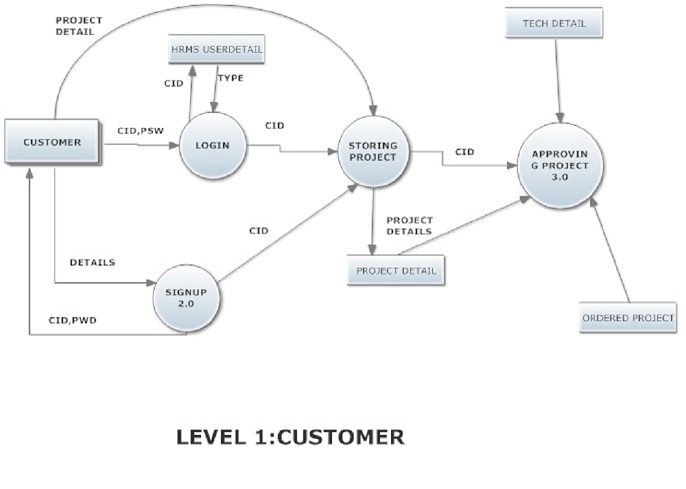 PROJECT
DETAIL
TECH DETAIL
HRMS USERDETAIL
CID
TYPE
CUSTOMER
CID,PSW
LOGIN
CID
STORING
PROJECT
CID
APPROVIN
G PROJECT
3.0
CID
PROJECT
DETAILS
DETAILS
PROJECT DETAIL
SIGNUP
2.0
CID,PWD
ORDERED PROJECT
LEVEL 1:CUSTOMER